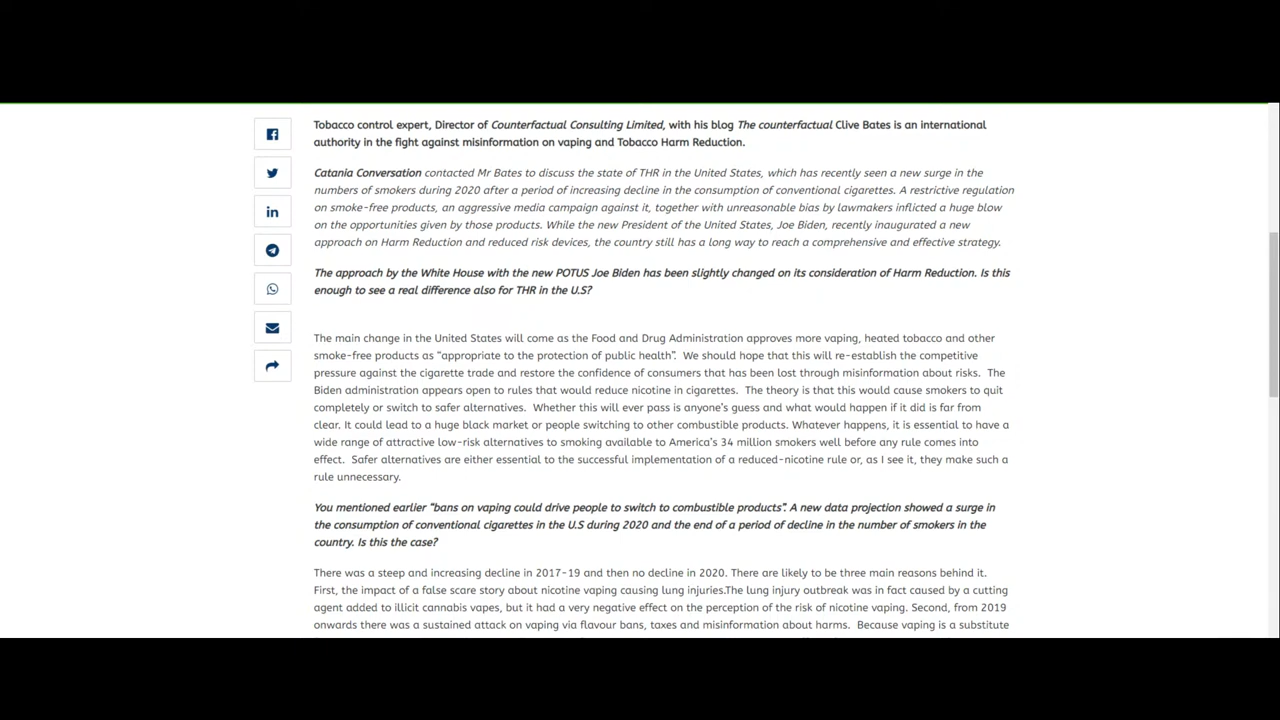 Tobacco control expert, Director of Counterfactual Consulting Limited, with his blog The counterfactual Clive Bates is an international
authority in the fight against misinformation on vaping and Tobacco Harm Reduction.
Catania Conversation contacted Mr Bates to discuss the state of THR in the United States, which has recently seen a new surge in the
numbers of smokers during 2020 after a period of increasing decline in the consumption of conventional cigarettes. A restrictive regulation
on smoke-free products, an aggressive media campaign against it, together with unreasonable bias by lawmakers inflicted a huge blow
on the opportunities given by those products. While the new President of the United States, Joe Biden, recently inaugurated a new
approach on Harm Reduction and reduced risk devices, the country still has a long way to reach a comprehensive and effective strategy.
The approach by the White House with the new POTUS Joe Biden has been slightly changed on its consideration of Harm Reduction. Is this
enough to see a real difference also for THR in the U.S?
The main change in the United States will come as the Food and Drug Administration approves more vaping, heated tobacco and other
smoke-free products as “appropriate to the protection of public health”.  We should hope that this will re-establish the competitive
pressure against the cigarette trade and restore the confidence of consumers that has been lost through misinformation about risks.  The
Biden administration appears open to rules that would reduce nicotine in cigarettes.  The theory is that this would cause smokers to quit
completely or switch to safer alternatives.  Whether this will ever pass is anyone’s guess and what would happen if it did is far from
clear. It could lead to a huge black market or people switching to other combustible products. Whatever happens, it is essential to have a
wide range of attractive low-risk alternatives to smoking available to America’s 34 million smokers well before any rule comes into
effect.  Safer alternatives are either essential to the successful implementation of a reduced-nicotine rule or, as I see it, they make such a
rule unnecessary.
You mentioned earlier “bans on vaping could drive people to switch to combustible products”. A new data projection showed a surge in
the consumption of conventional cigarettes in the U.S during 2020 and the end of a period of decline in the number of smokers in the
country. Is this the case?
There was a steep and increasing decline in 2017-19 and then no decline in 2020. There are likely to be three main reasons behind it.
First, the impact of a false scare story about nicotine vaping causing lung injuries.The lung injury outbreak was in fact caused by a cutting
agent added to illicit cannabis vapes, but it had a very negative effect on the perception of the risk of nicotine vaping. Second, from 2019
onwards there was a sustained attack on vaping via flavour bans, taxes and misinformation about harms.  Because vaping is a substitute